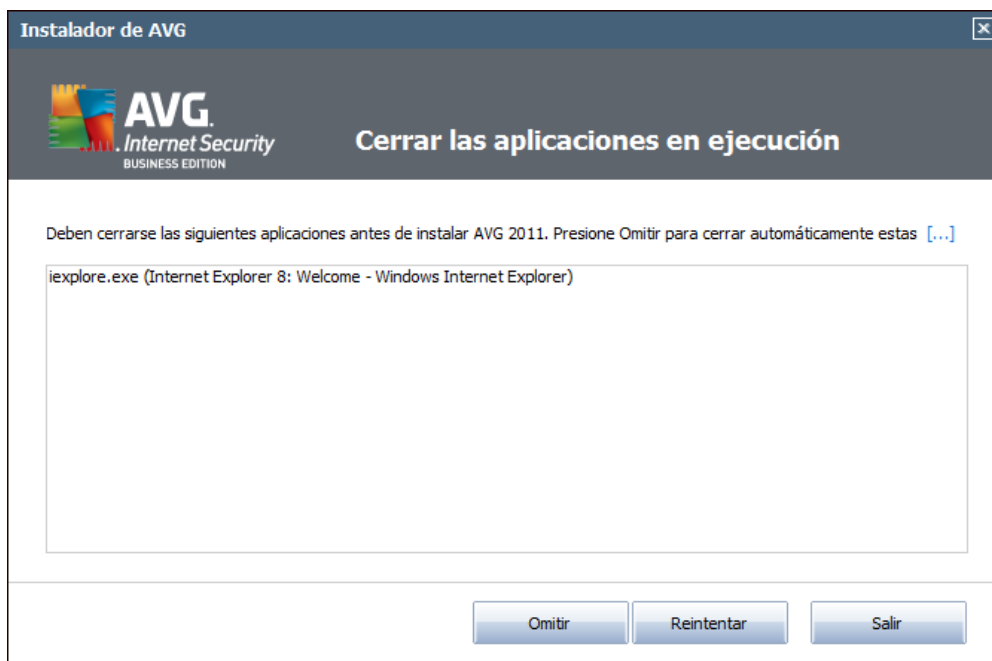 Instalador de AVG
AVG.
Internet Security
BUSINESS EDITION
Cerrar las aplicaciones en ejecución
Deben cerrarse las siguientes aplicaciones antes de instalar AVG 2011. Presione Omitir para cerrar automáticamente estas [...]
iexplore.exe (Internet Explorer 8: Welcome - Windows Internet Explorer)
Omitir
Reintentar
Salir